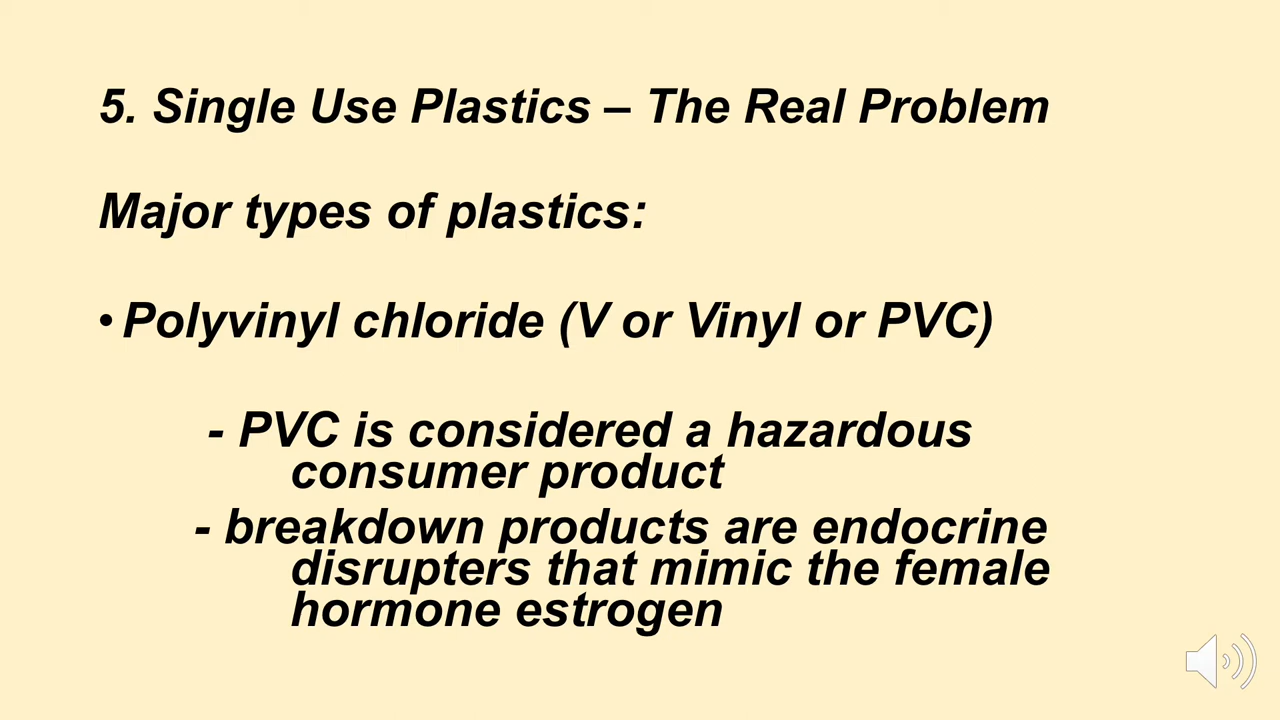 5. Single Use Plastics – The Real Problem
Major types of plastics:
• Polyvinyl chloride (V or Vinyl or PVC)
- PVC is considered a hazardous
consumer product
- breakdown products are endocrine
disrupters that mimic the female
hormone estrogen